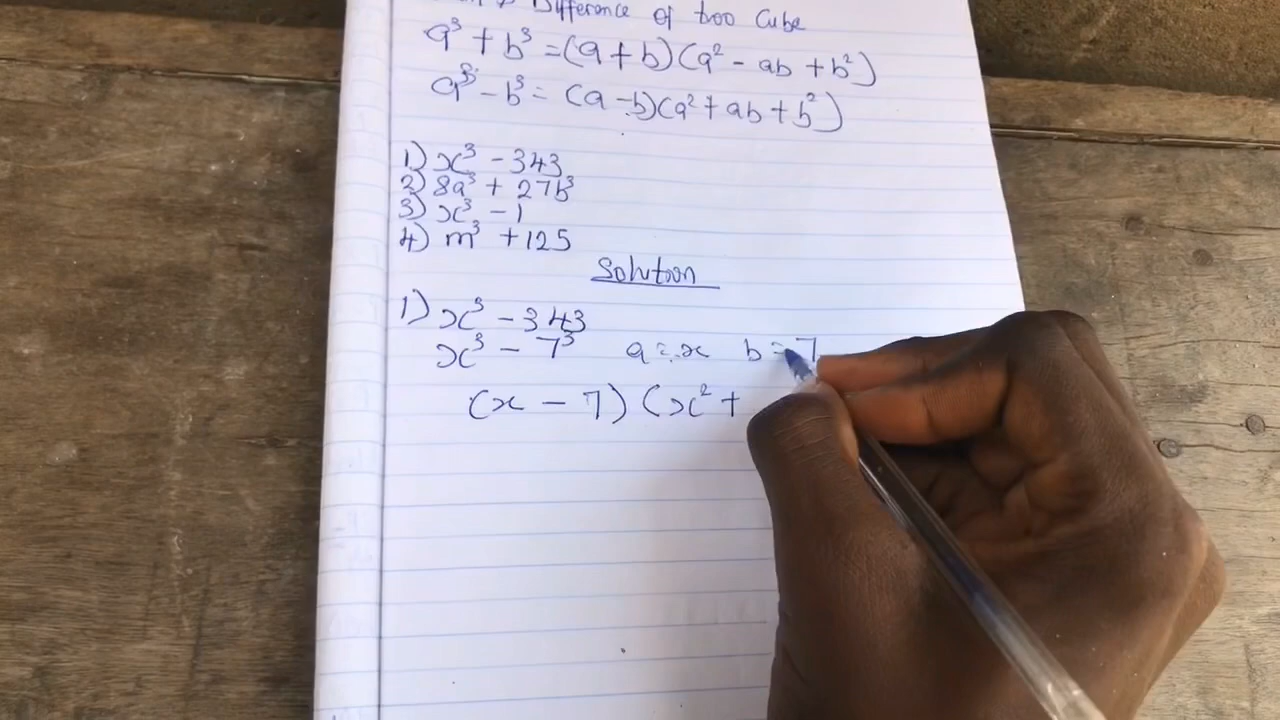 Difference of two Cube
a³ + b³ = (a + b)(a² - ab + b²)
a³ - b³ = (a - b)(a² + ab + b²)
1) x³ - 343
2) 8a³ + 27b³
3) x³ - 1
4) m³ + 125
Solution
1) x³ - 343
x³ - 7³ a = x b = 7
(x - 7) (x² +